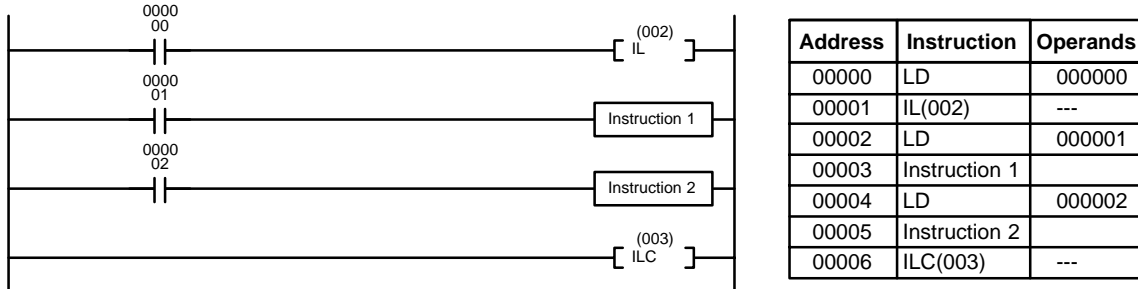 0000
00
(002)
IL
0000
01
Instruction 1
0000
02
Instruction 2
(003)
ILC
Address Instruction Operands
00000 LD 000000
00001 IL(002) ---
00002 LD 000001
00003 Instruction 1
00004 LD 000002
00005 Instruction 2
00006 ILC(003) ---